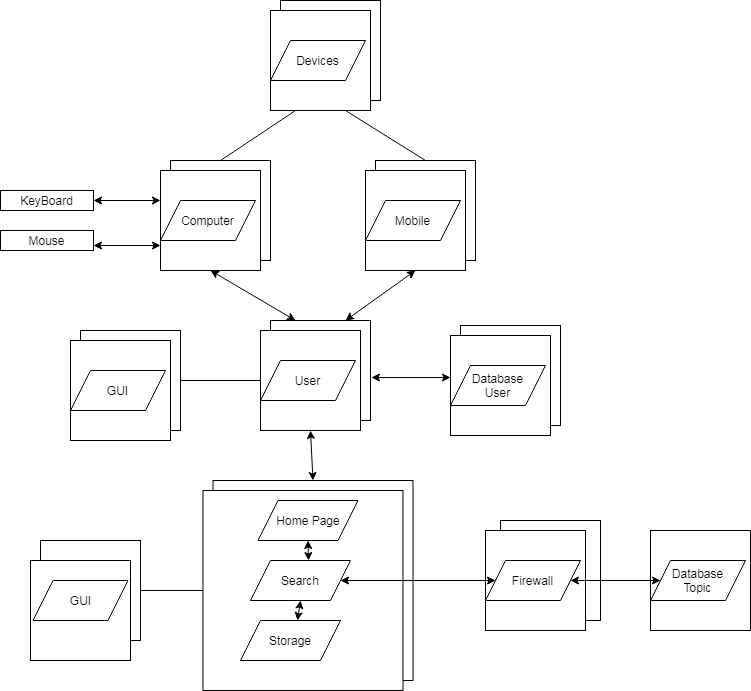 Devices
KeyBoard
Computer
Mobile
Mouse
GUI
User
Database
User
Home Page
Search
Firewall
Database
Topic
GUI
Storage